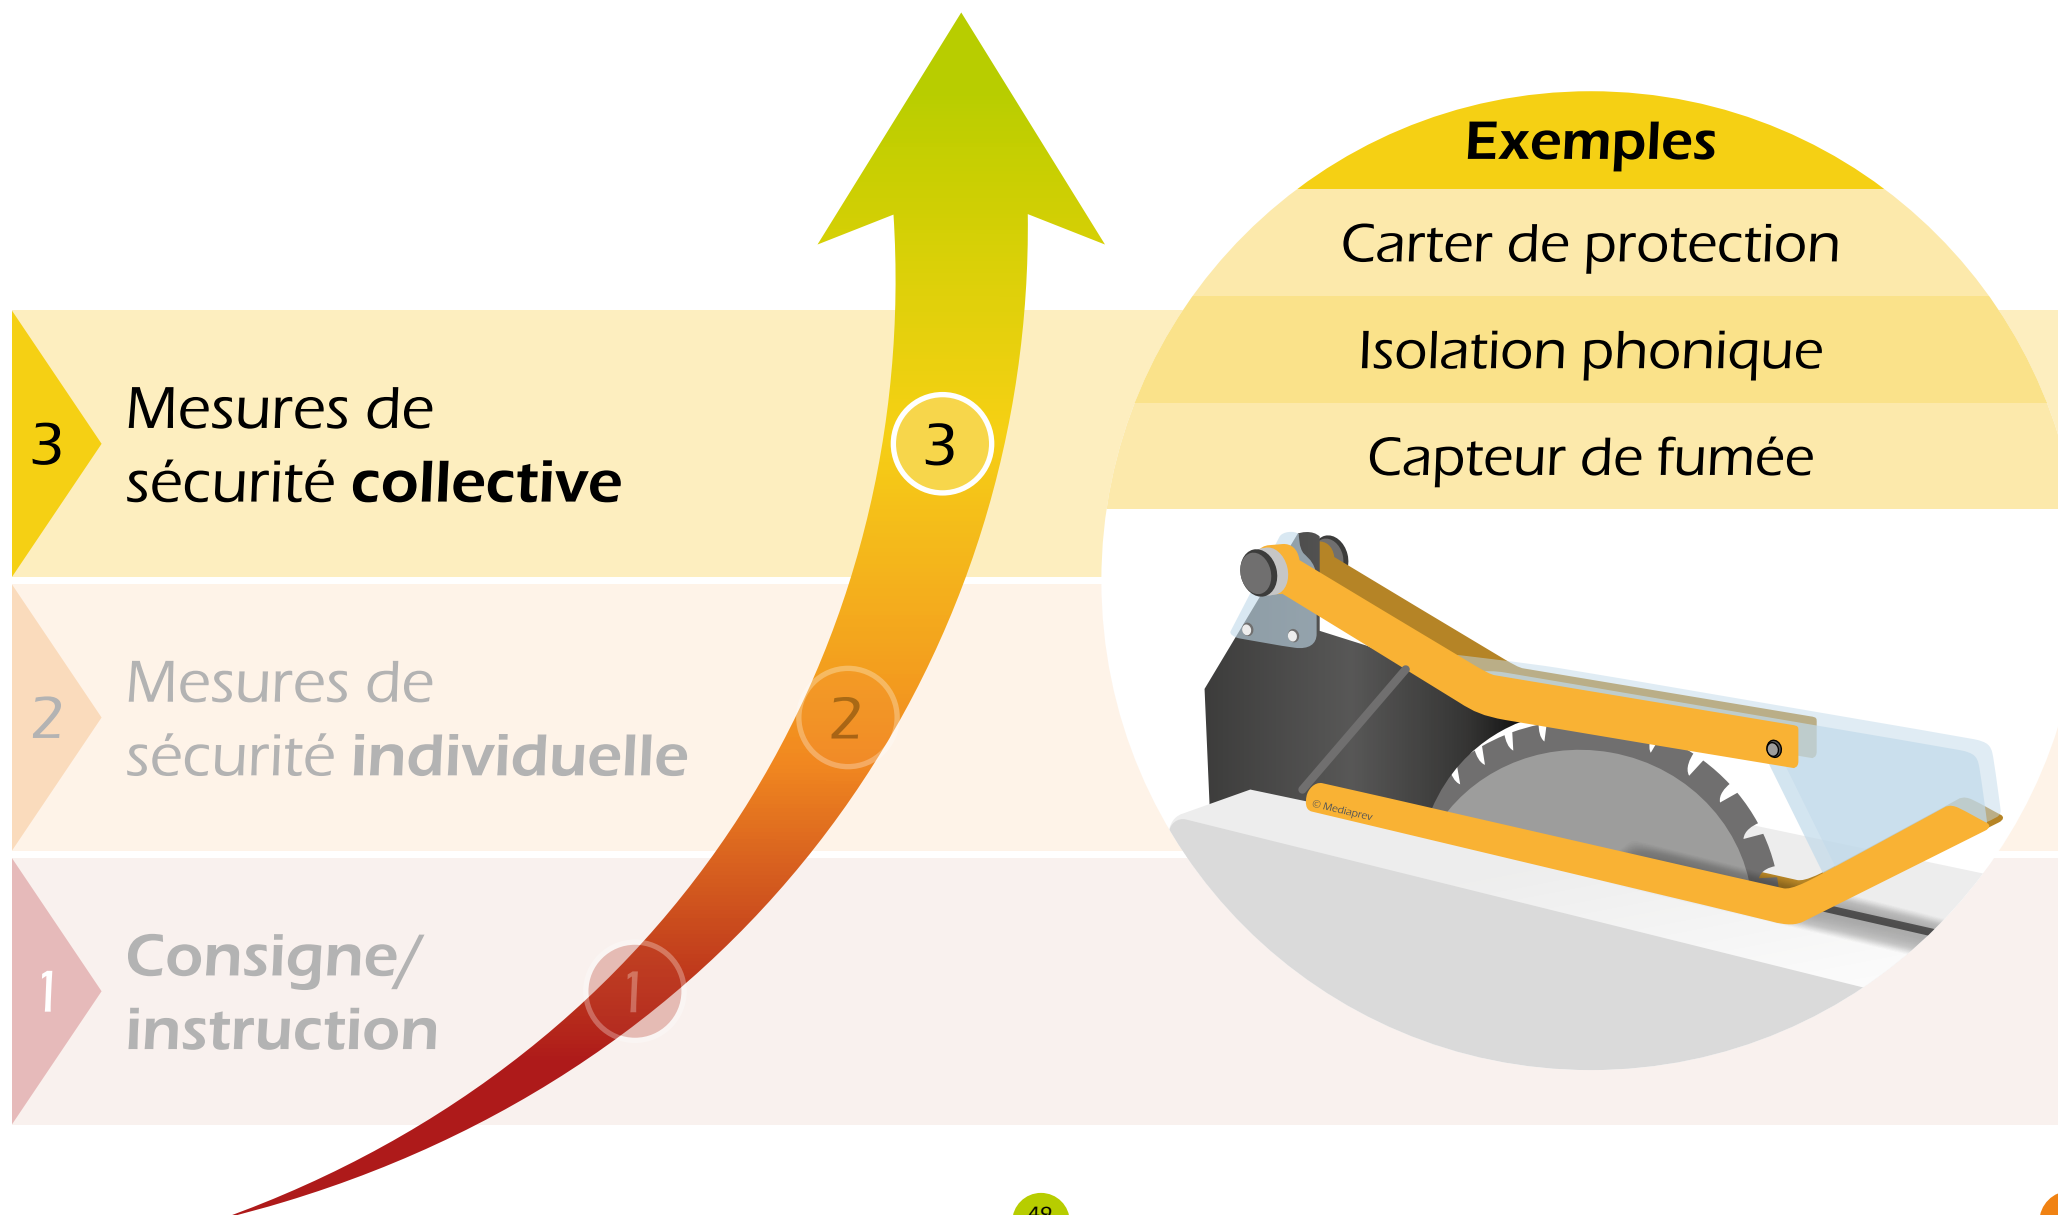 Exemples
Carter de protection
Isolation phonique
Capteur de fumée
3
Mesures de
sécurité collective
3
2
Mesures de
sécurité individuelle
2
1
Consigne/
instruction
1
© Mediaprev
49